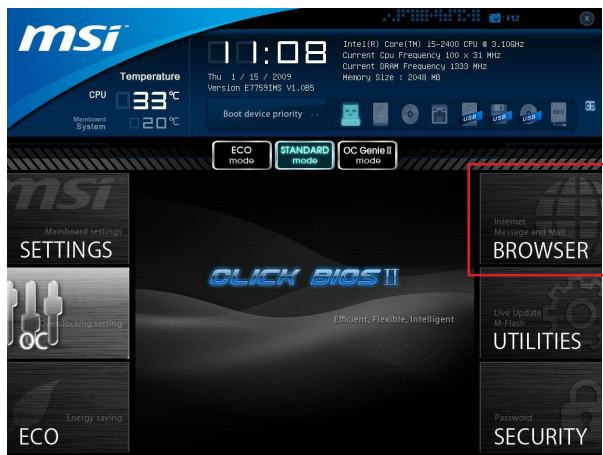 msi
F12
X
Temperature
CPU 33°C
Mainboard
System 20°C
11:08
Thu 1 / 15 / 2009
Version E7759IMS V1.0B5
Intel(R) Core(TM) i5-2400 CPU @ 3.10GHz
Current Cpu Frequency 100 x 31 MHz
Current DRAM Frequency 1333 MHz
Memory Size : 2048 MB
Boot device priority
USB
USB
USB
REV
ECO
mode
STANDARD
mode
OC Genie II
mode
msi
Mainboard settings
SETTINGS
Overclocking setting
OC
Energy saving
ECO
CLICK BIOS II
Efficient, Flexible, Intelligent
Internet
Message and Mail
BROWSER
Live Update
M-Flash
UTILITIES
Password
SECURITY